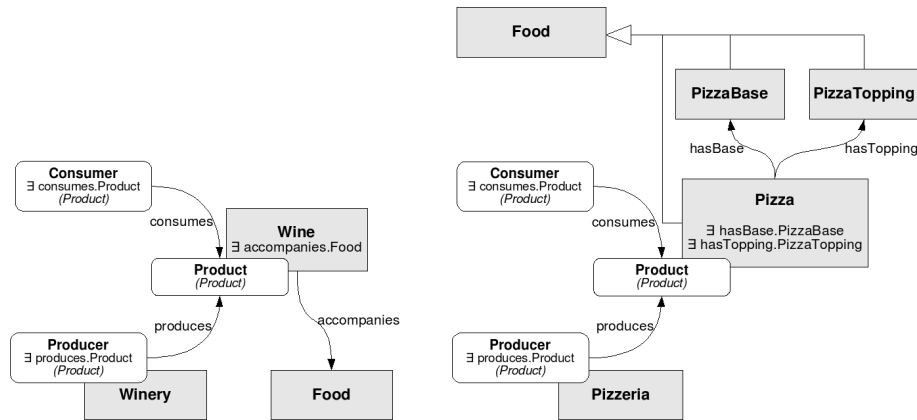 Consumer
∃ consumes.Product
(Product)
consumes
Wine
∃ accompanies.Food
Product
(Product)
produces
accompanies
Producer
∃ produces.Product
(Product)
Winery
Food
Food
PizzaBase
PizzaTopping
hasBase
hasTopping
Consumer
∃ consumes.Product
(Product)
consumes
Pizza
∃ hasBase.PizzaBase
∃ hasTopping.PizzaTopping
Product
(Product)
produces
Producer
∃ produces.Product
(Product)
Pizzeria